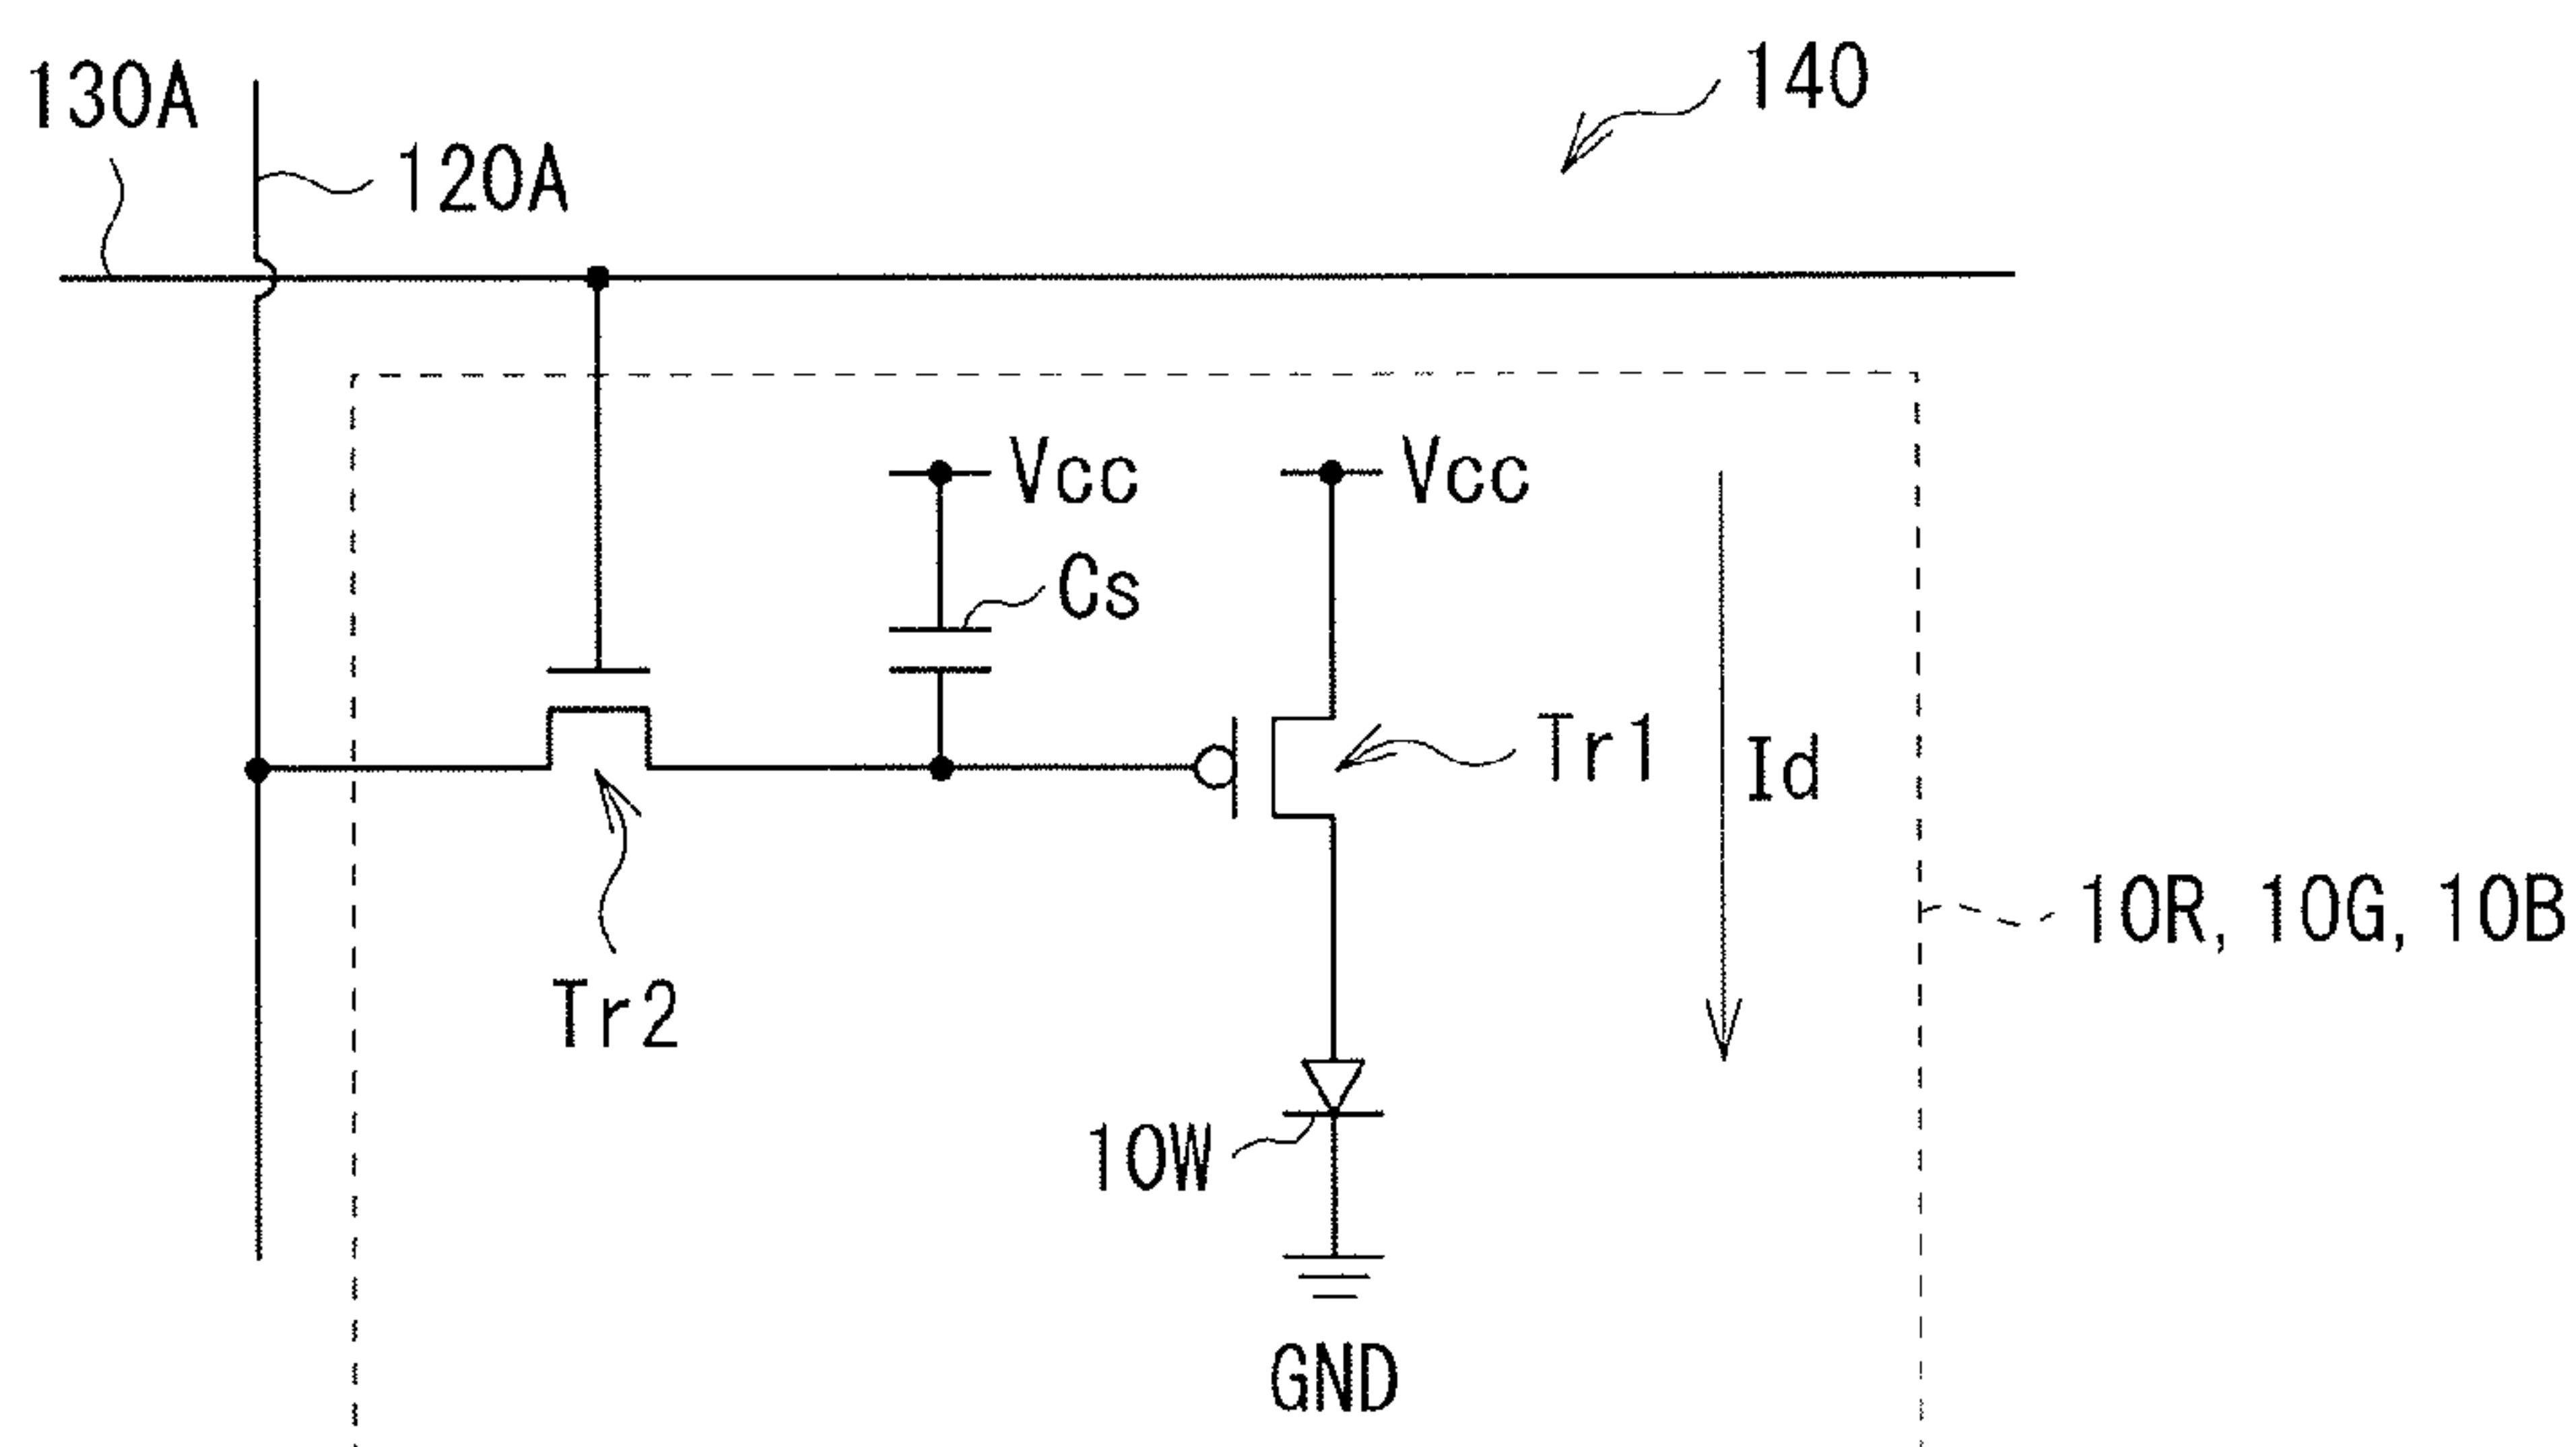 130A
120A
140
Vcc
Vcc
Cs
Tr1
Id
10R, 10G, 10B
Tr2
10W
GND